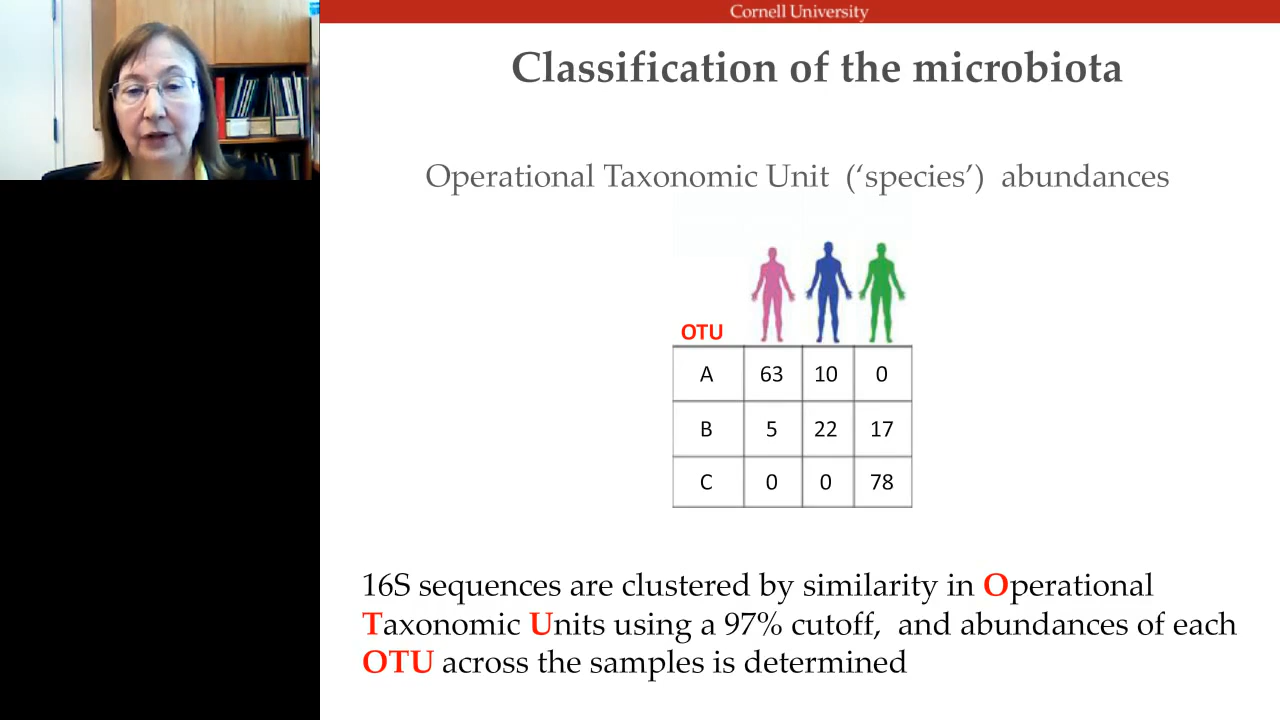 Cornell University
Classification of the microbiota
Operational Taxonomic Unit (‘species’) abundances
OTU
A 63 10 0
B 5 22 17
C 0 0 78
16S sequences are clustered by similarity in Operational
Taxonomic Units using a 97% cutoff, and abundances of each
OTU across the samples is determined